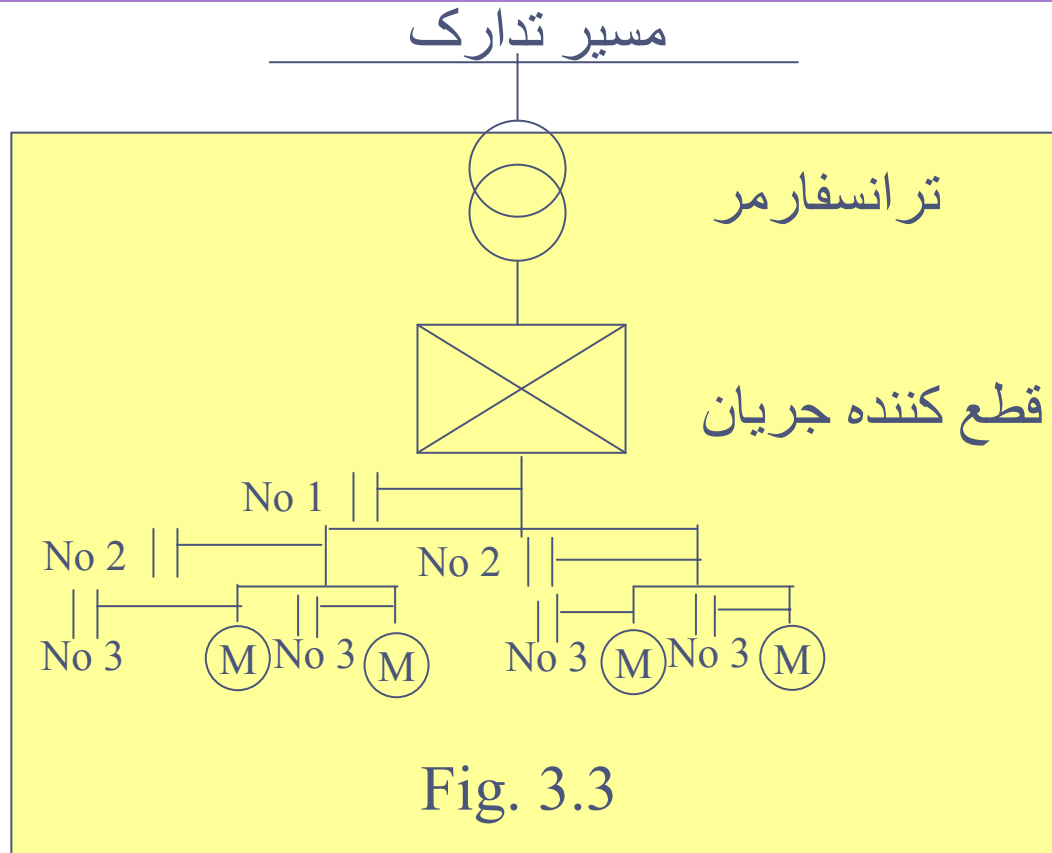 مسیر تدارک
ترانسفارمر
قطع کننده جریان
No 1
No 2
No 2
No 3
M
No 3
M
No 3
M
No 3
M
Fig. 3.3